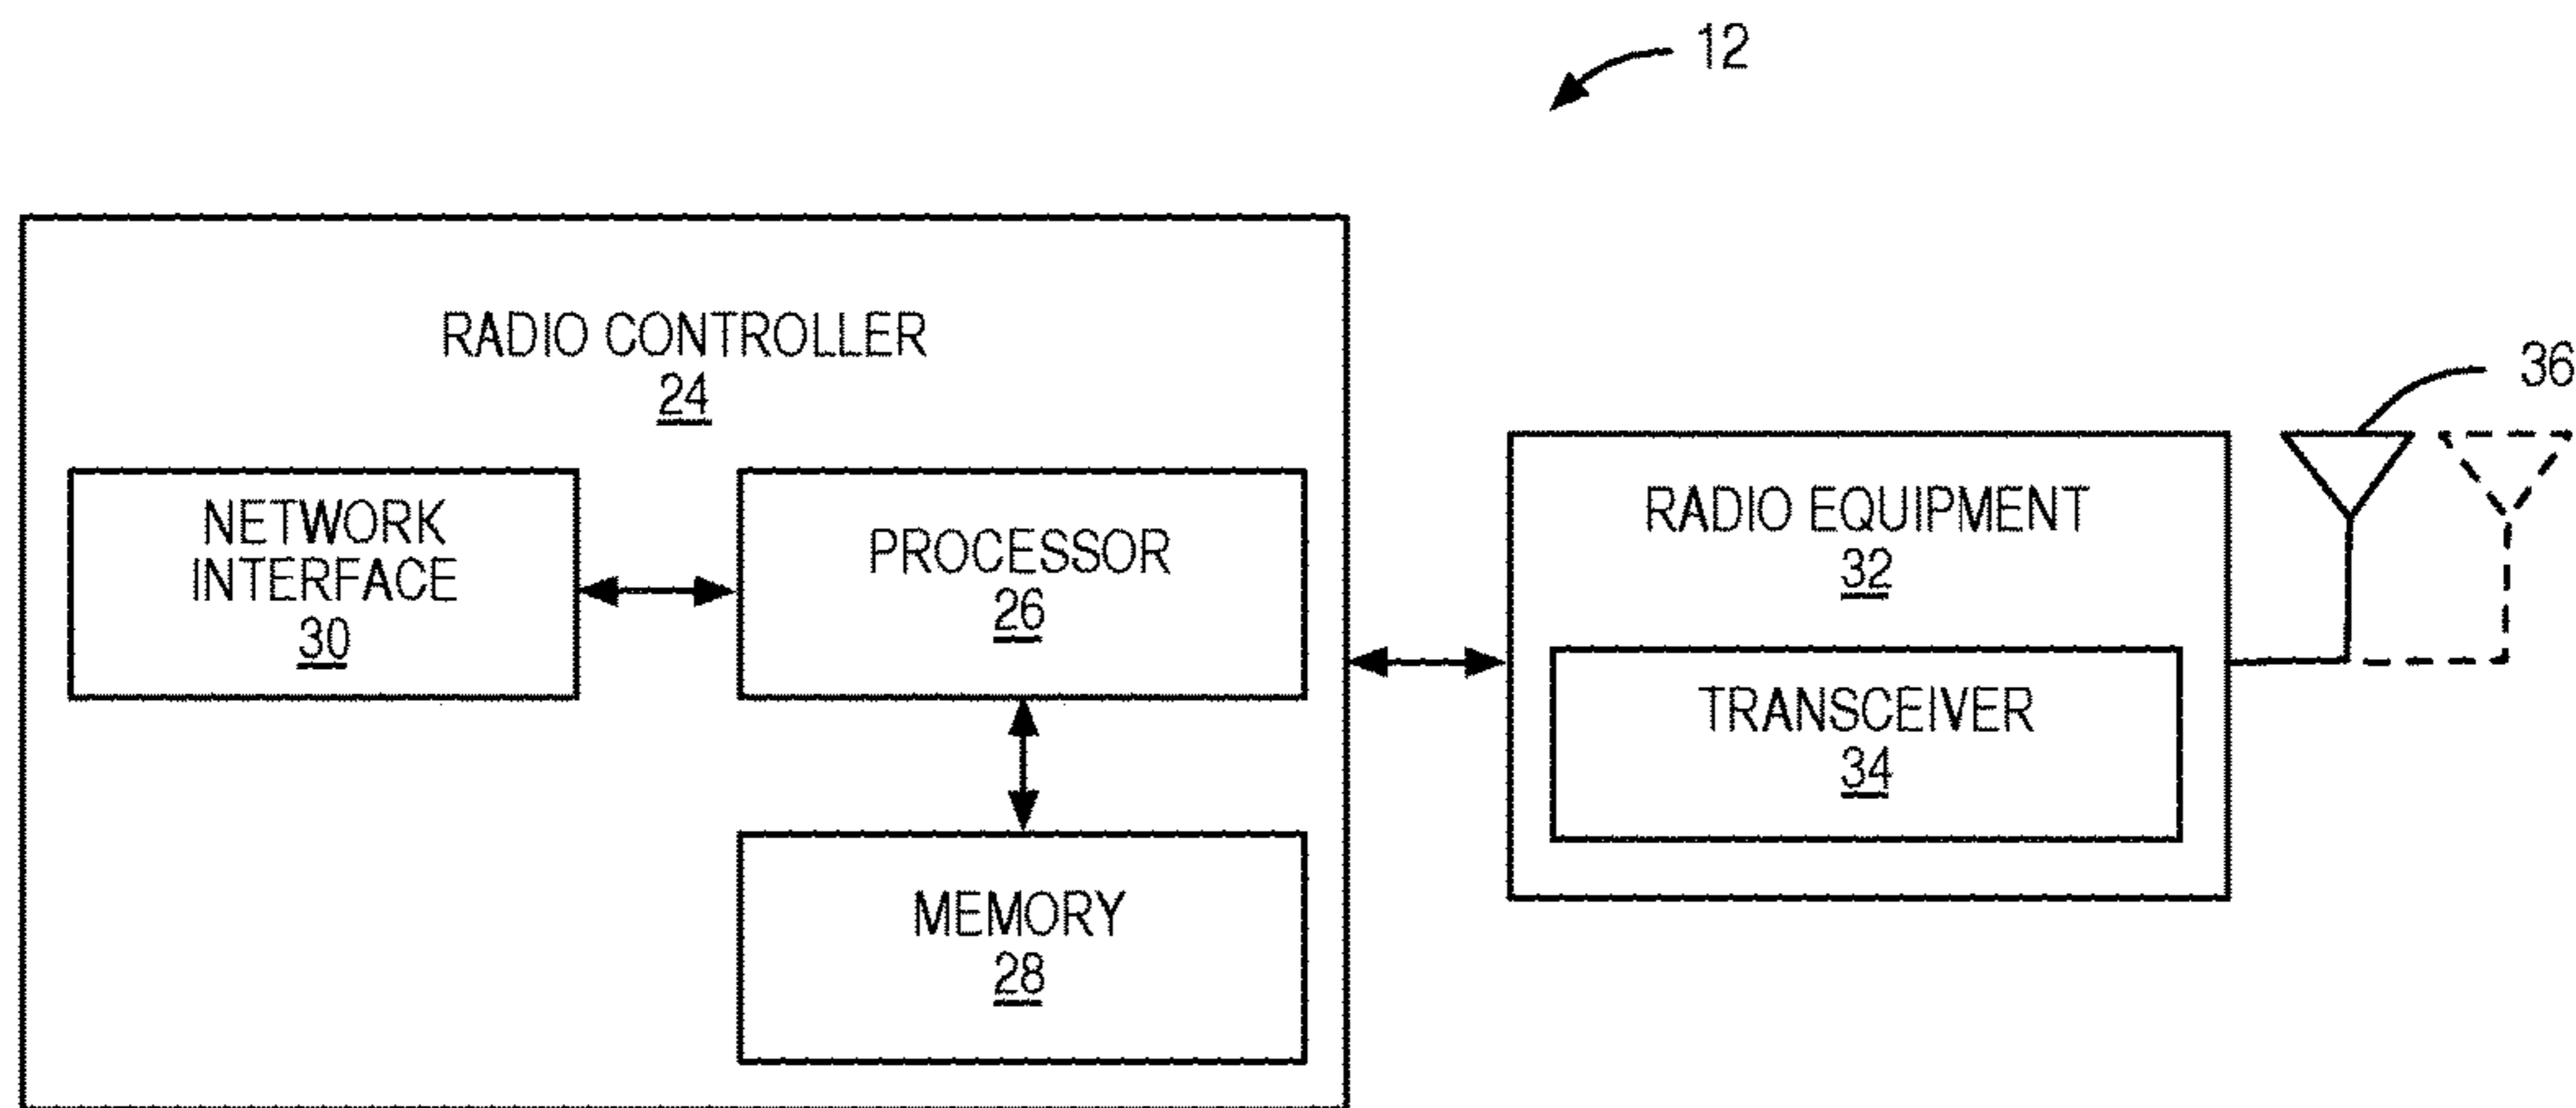 12
RADIO CONTROLLER
24
NETWORK
INTERFACE
30
PROCESSOR
26
MEMORY
28
RADIO EQUIPMENT
32
TRANSCEIVER
34
36